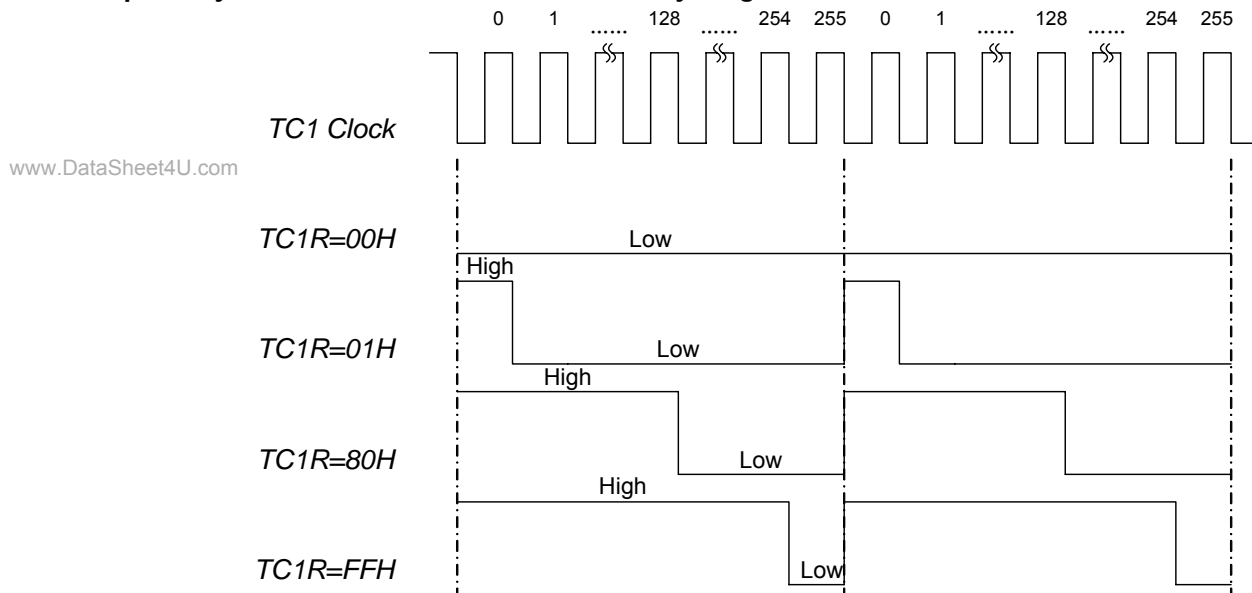 0 1 ...... 128 ...... 254 255 0 1 ...... 128 ...... 254 255
TC1 Clock
www.DataSheet4U.com
TC1R=00H
Low
High
TC1R=01H
Low
High
TC1R=80H
Low
High
TC1R=FFH
Low